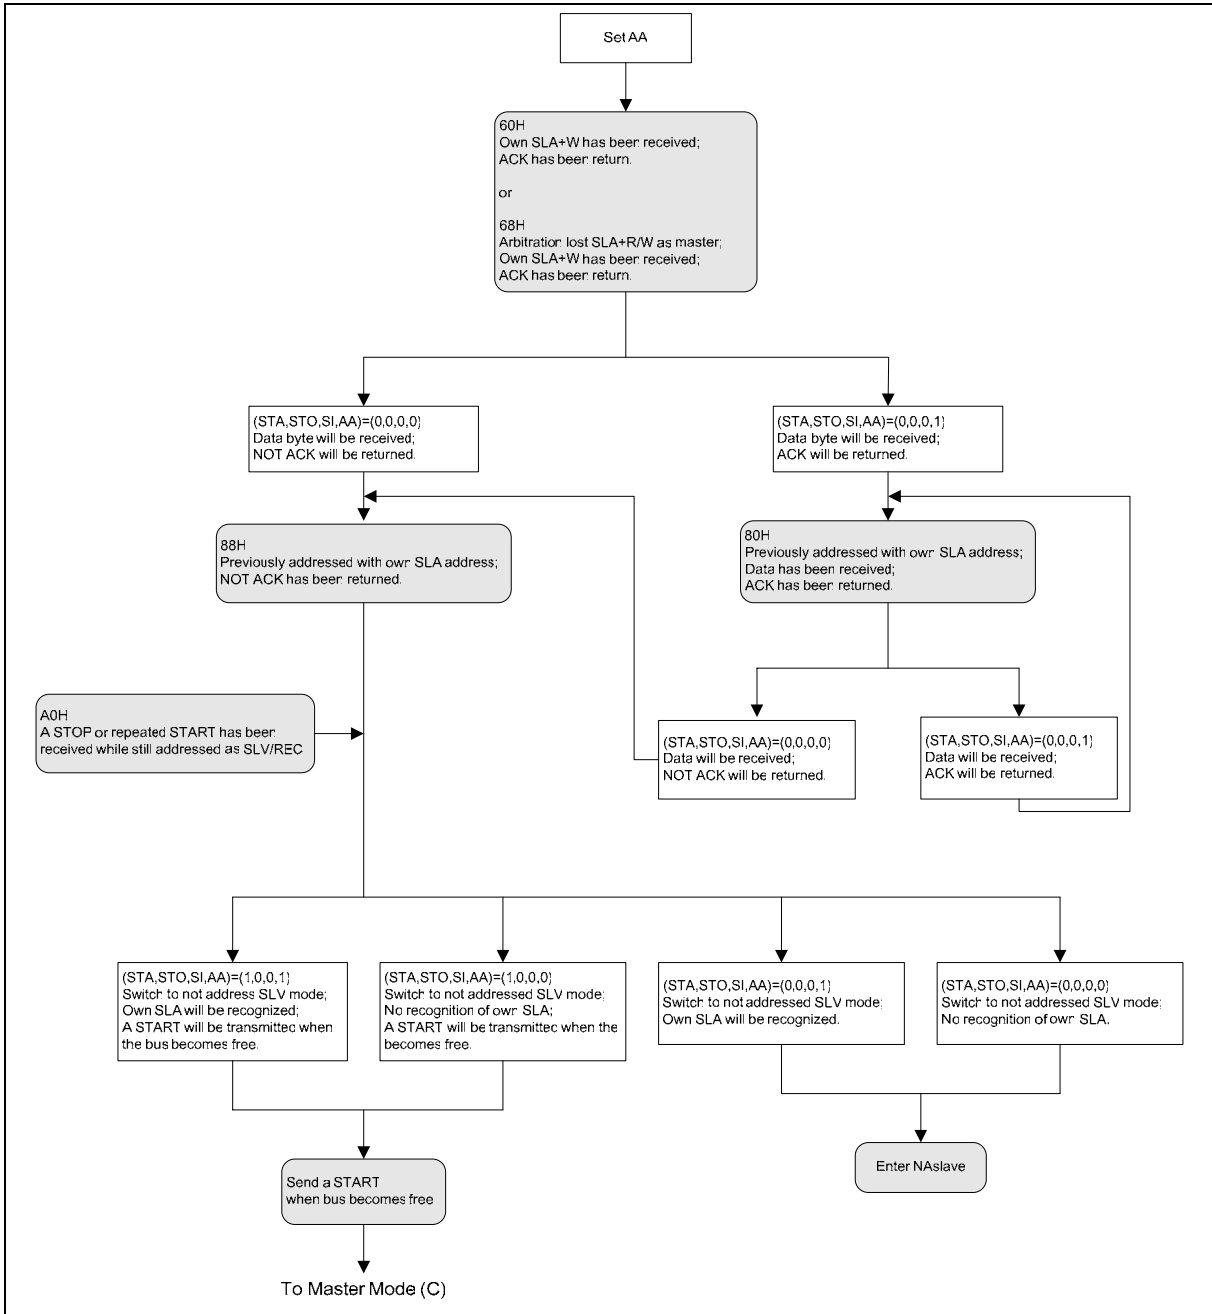 Set AA
60H
Own SLA+W has been received;
ACK has been return.
or
68H
Arbitration lost SLA+R/W as master;
Own SLA+W has been received;
ACK has been return.
(STA,STO,SI,AA)=(0,0,0,0)
Data byte will be received;
NOT ACK will be returned.
(STA,STO,SI,AA)=(0,0,0,1)
Data byte will be received;
ACK will be returned.
88H
Previously addressed with own SLA address;
NOT ACK has been returned.
80H
Previously addressed with own SLA address;
Data has been received;
ACK has been returned.
A0H
A STOP or repeated START has been
received while still addressed as SLV/REC
(STA,STO,SI,AA)=(0,0,0,0)
Data will be received;
NOT ACK will be returned.
(STA,STO,SI,AA)=(0,0,0,1)
Data will be received;
ACK will be returned.
(STA,STO,SI,AA)=(1,0,0,1)
Switch to not address SLV mode;
Own SLA will be recognized;
A START will be transmitted when
the bus becomes free.
(STA,STO,SI,AA)=(1,0,0,0)
Switch to not addressed SLV mode;
No recognition of own SLA;
A START will be transmitted when the
becomes free.
(STA,STO,SI,AA)=(0,0,0,1)
Switch to not addressed SLV mode;
Own SLA will be recognized.
(STA,STO,SI,AA)=(0,0,0,0)
Switch to not addressed SLV mode;
No recognition of own SLA.
Send a START
when bus becomes free
Enter NAslave
To Master Mode (C)